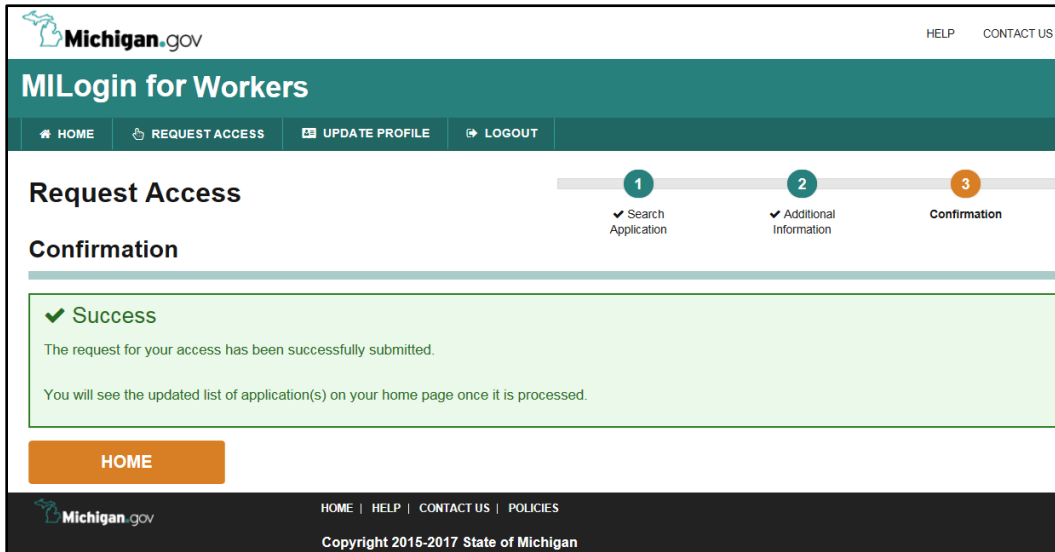 Michigan.gov
HELP CONTACT US
MILogin for Workers
HOME REQUEST ACCESS UPDATE PROFILE LOGOUT
Request Access
1 2 3
Search Application
Additional Information
Confirmation
Confirmation
Success
The request for your access has been successfully submitted.
You will see the updated list of application(s) on your home page once it is processed.
HOME
Michigan.gov
HOME | HELP | CONTACT US | POLICIES
Copyright 2015-2017 State of Michigan